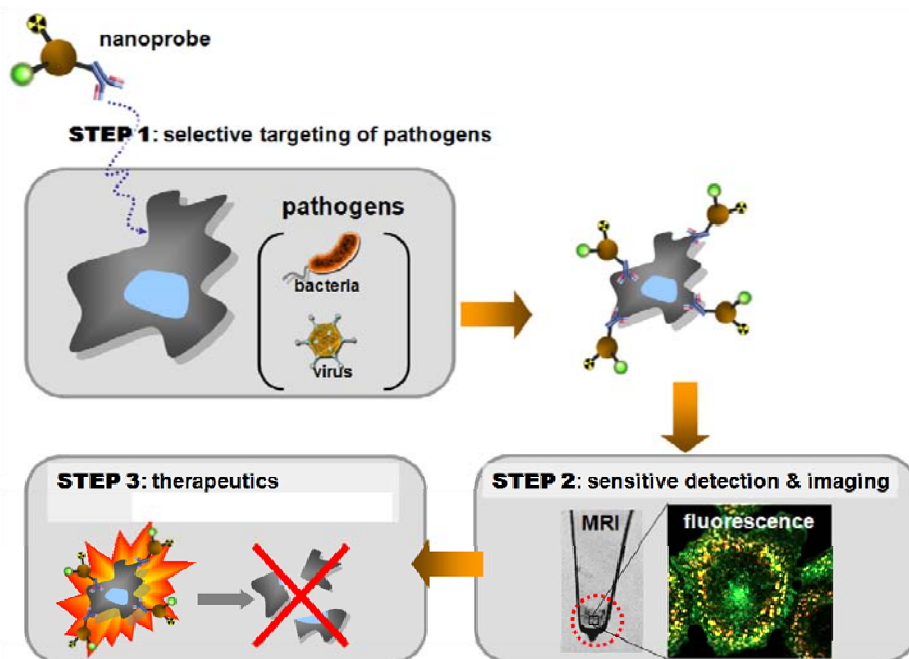 nanoprobe
STEP 1: selective targeting of pathogens
pathogens
bacteria
virus
STEP 2: sensitive detection & imaging
MRI
fluorescence
STEP 3: therapeutics